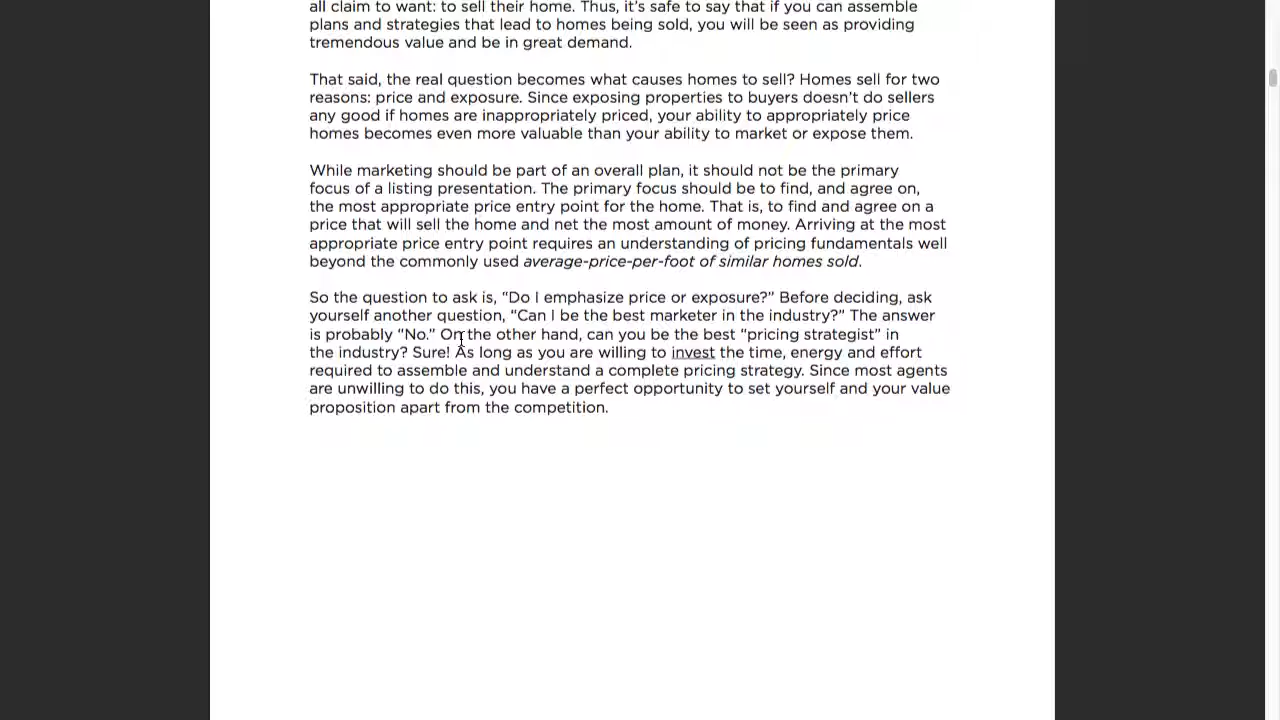 all claim to want: to sell their home. Thus, it’s safe to say that if you can assemble
plans and strategies that lead to homes being sold, you will be seen as providing
tremendous value and be in great demand.
That said, the real question becomes what causes homes to sell? Homes sell for two
reasons: price and exposure. Since exposing properties to buyers doesn’t do sellers
any good if homes are inappropriately priced, your ability to appropriately price
homes becomes even more valuable than your ability to market or expose them.
While marketing should be part of an overall plan, it should not be the primary
focus of a listing presentation. The primary focus should be to find, and agree on,
the most appropriate price entry point for the home. That is, to find and agree on a
price that will sell the home and net the most amount of money. Arriving at the most
appropriate price entry point requires an understanding of pricing fundamentals well
beyond the commonly used average-price-per-foot of similar homes sold.
So the question to ask is, “Do I emphasize price or exposure?” Before deciding, ask
yourself another question, “Can I be the best marketer in the industry?” The answer
is probably “No.” On the other hand, can you be the best “pricing strategist” in
the industry? Sure! As long as you are willing to invest the time, energy and effort
required to assemble and understand a complete pricing strategy. Since most agents
are unwilling to do this, you have a perfect opportunity to set yourself and your value
proposition apart from the competition.